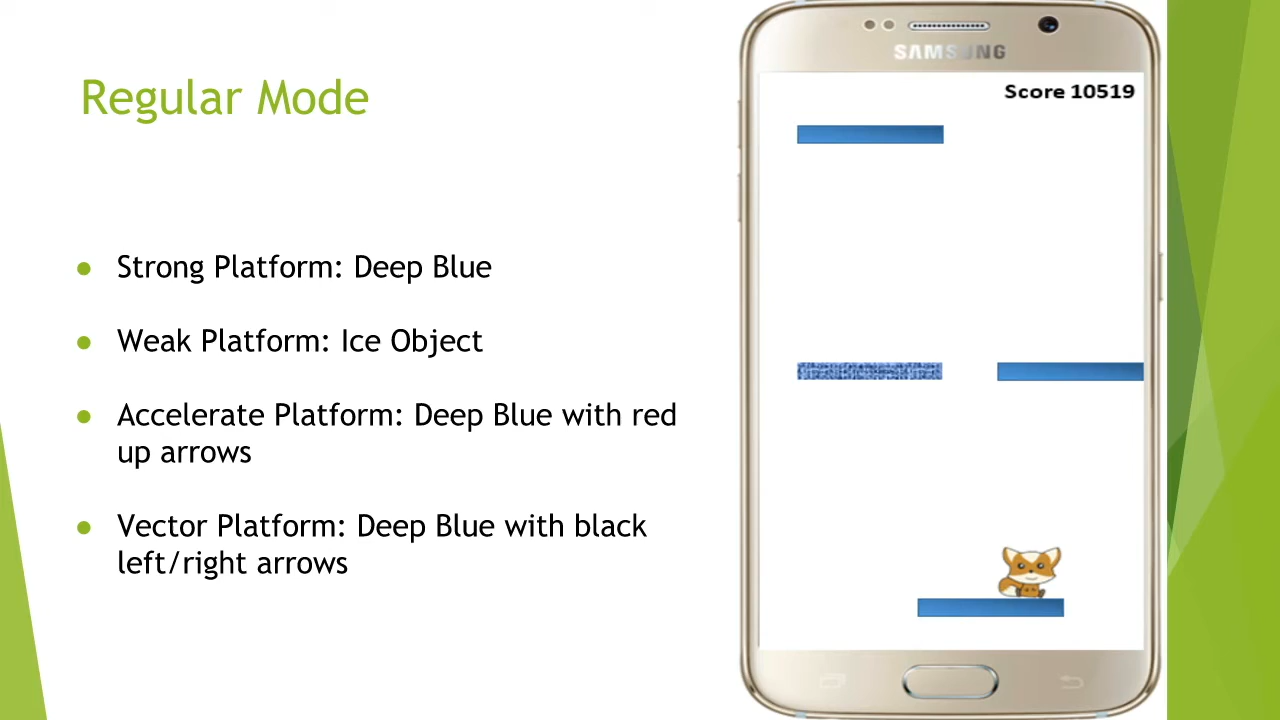 Regular Mode
● Strong Platform: Deep Blue
● Weak Platform: Ice Object
● Accelerate Platform: Deep Blue with red
up arrows
● Vector Platform: Deep Blue with black
left/right arrows
SAMSUNG
Score 10519